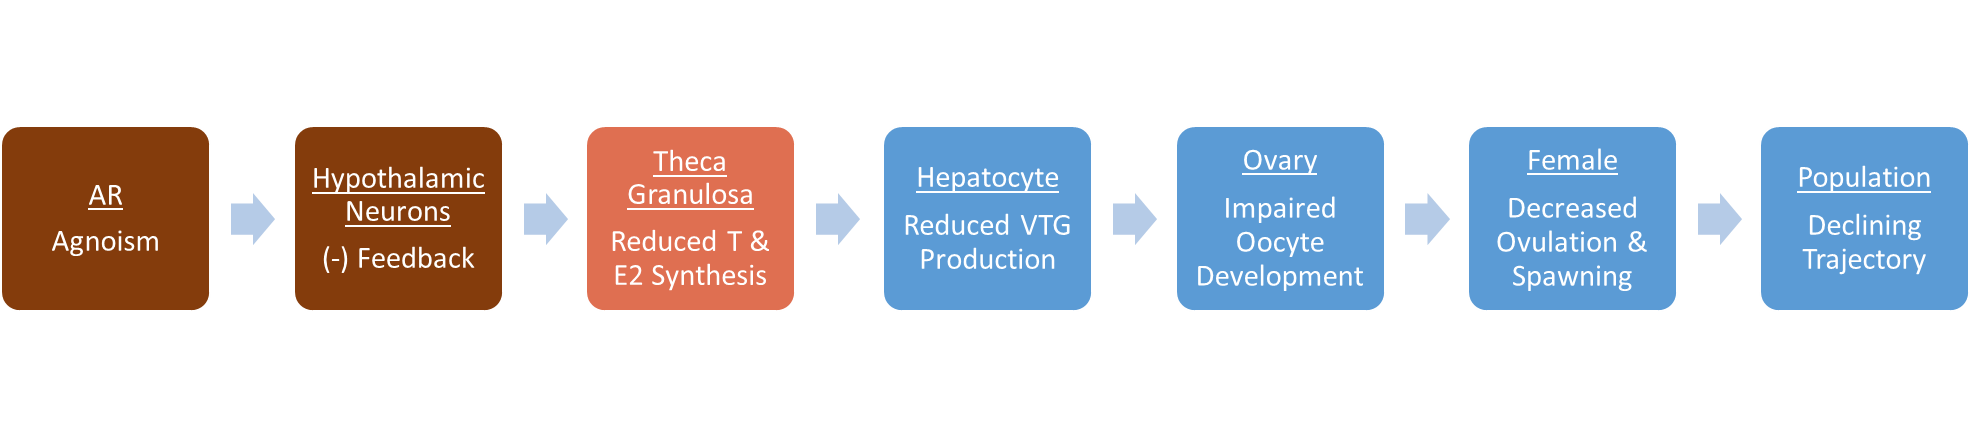 AR
Agnoism
Hypothalamic
Neurons
(-) Feedback
Theca
Granulosa
Reduced T &
E2 Synthesis
Hepatocyte
Reduced VTG
Production
Ovary
Impaired
Oocyte
Development
Female
Decreased
Ovulation &
Spawning
Population
Declining
Trajectory